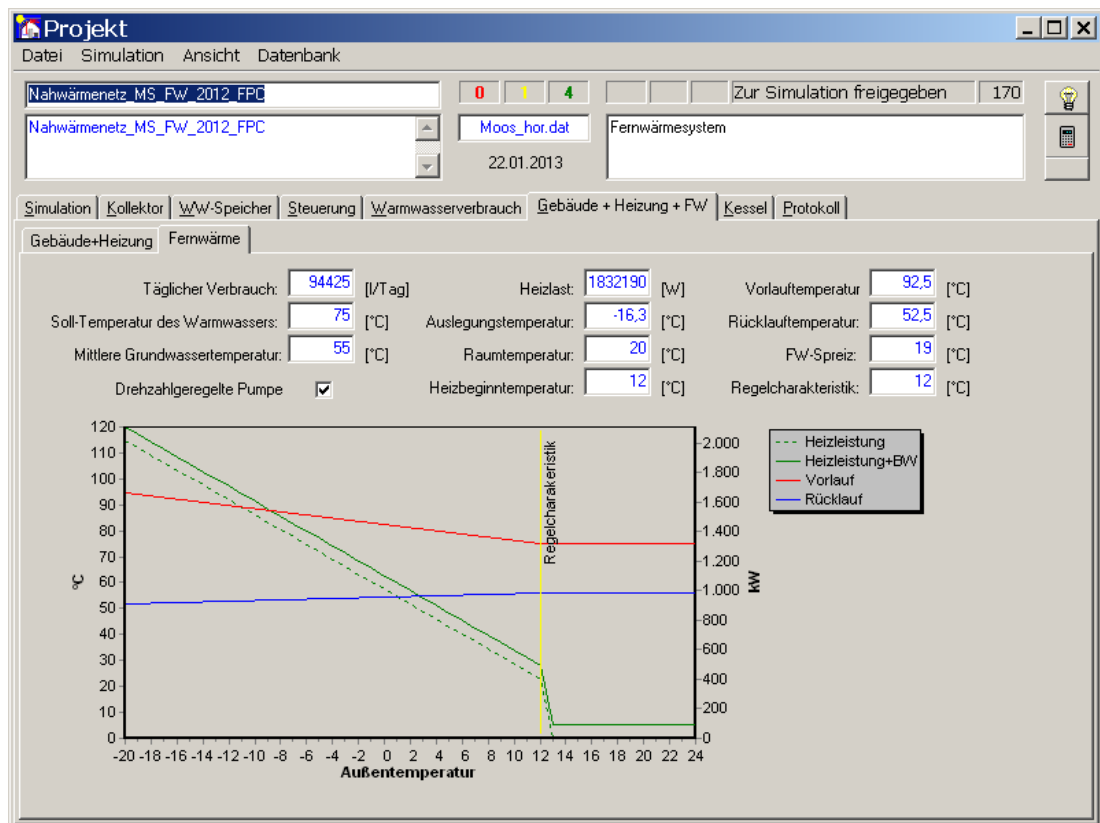 Projekt
Datei Simulation Ansicht Datenbank
Nahwärmenetz_MS_FW_2012_FPC 0 1 4 Zur Simulation freigegeben 170
Nahwärmenetz_MS_FW_2012_FPC Moos_hor.dat Fernwärmesystem
22.01.2013
Simulation Kollektor WW-Speicher Steuerung Warmwasserverbrauch Gebäude + Heizung + FW Kessel Protokoll
Gebäude+Heizung Fernwärme
Täglicher Verbrauch: 94425 [l/Tag] Heizlast: 1832190 [W] Vorlauftemperatur 92,5 [°C]
Soll-Temperatur des Warmwassers: 75 [°C] Auslegungstemperatur: -16,3 [°C] Rücklauftemperatur: 52,5 [°C]
Mittlere Grundwassertemperatur: 55 [°C] Raumtemperatur: 20 [°C] FW-Spreiz: 19 [°C]
Drehzahlgeregelte Pumpe Heizbeginntemperatur: 12 [°C] Regelcharakteristik: 12 [°C]
120
110
100
90
80
70
60
50
40
30
20
10
0
°C
Regelcharakeristik
2.000
1.800
1.600
1.400
1.200
1.000
800
600
400
200
0
kW
Heizleistung
Heizleistung+BW
Vorlauf
Rücklauf
-20 -18 -16 -14 -12 -10 -8 -6 -4 -2 0 2 4 6 8 10 12 14 16 18 20 22 24
Außentemperatur